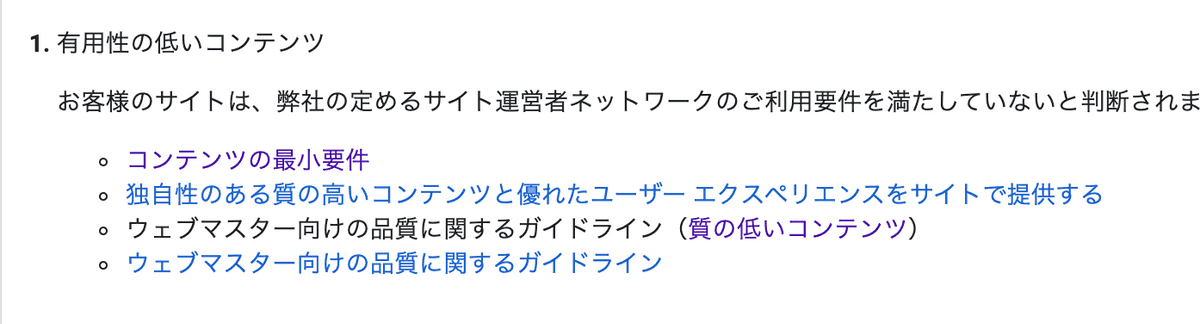 1. 有用性の低いコンテンツ
お客様のサイトは、弊社の定めるサイト運営者ネットワークのご利用要件を満たしていないと判断されま
コンテンツの最小要件
独自性のある質の高いコンテンツと優れたユーザー エクスペリエンスをサイトで提供する
ウェブマスター向けの品質に関するガイドライン（質の低いコンテンツ）
ウェブマスター向けの品質に関するガイドライン